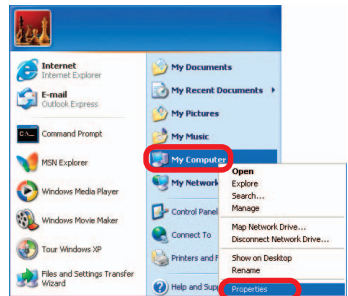 Internet
Internet Explorer
E-mail
Outlook Express
Command Prompt
MSN Explorer
Windows Media Player
Windows Movie Maker
Tour Windows XP
Files and Settings Transfer
Wizard
My Documents
My Recent Documents
My Pictures
My Music
My Computer
My Network
Control Panel
Connect To
Printers and F
Help and Supp
Open
Explore
Search...
Manage
Map Network Drive...
Disconnect Network Drive...
Show on Desktop
Rename
Properties